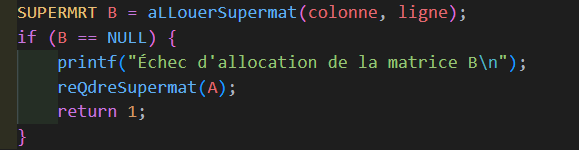 SUPERMRT B = aLLouerSupermat(colonne, ligne);
if (B == NULL) {
printf("Échec d'allocation de la matrice B\n");
reQdreSupermat(A);
return 1;
}